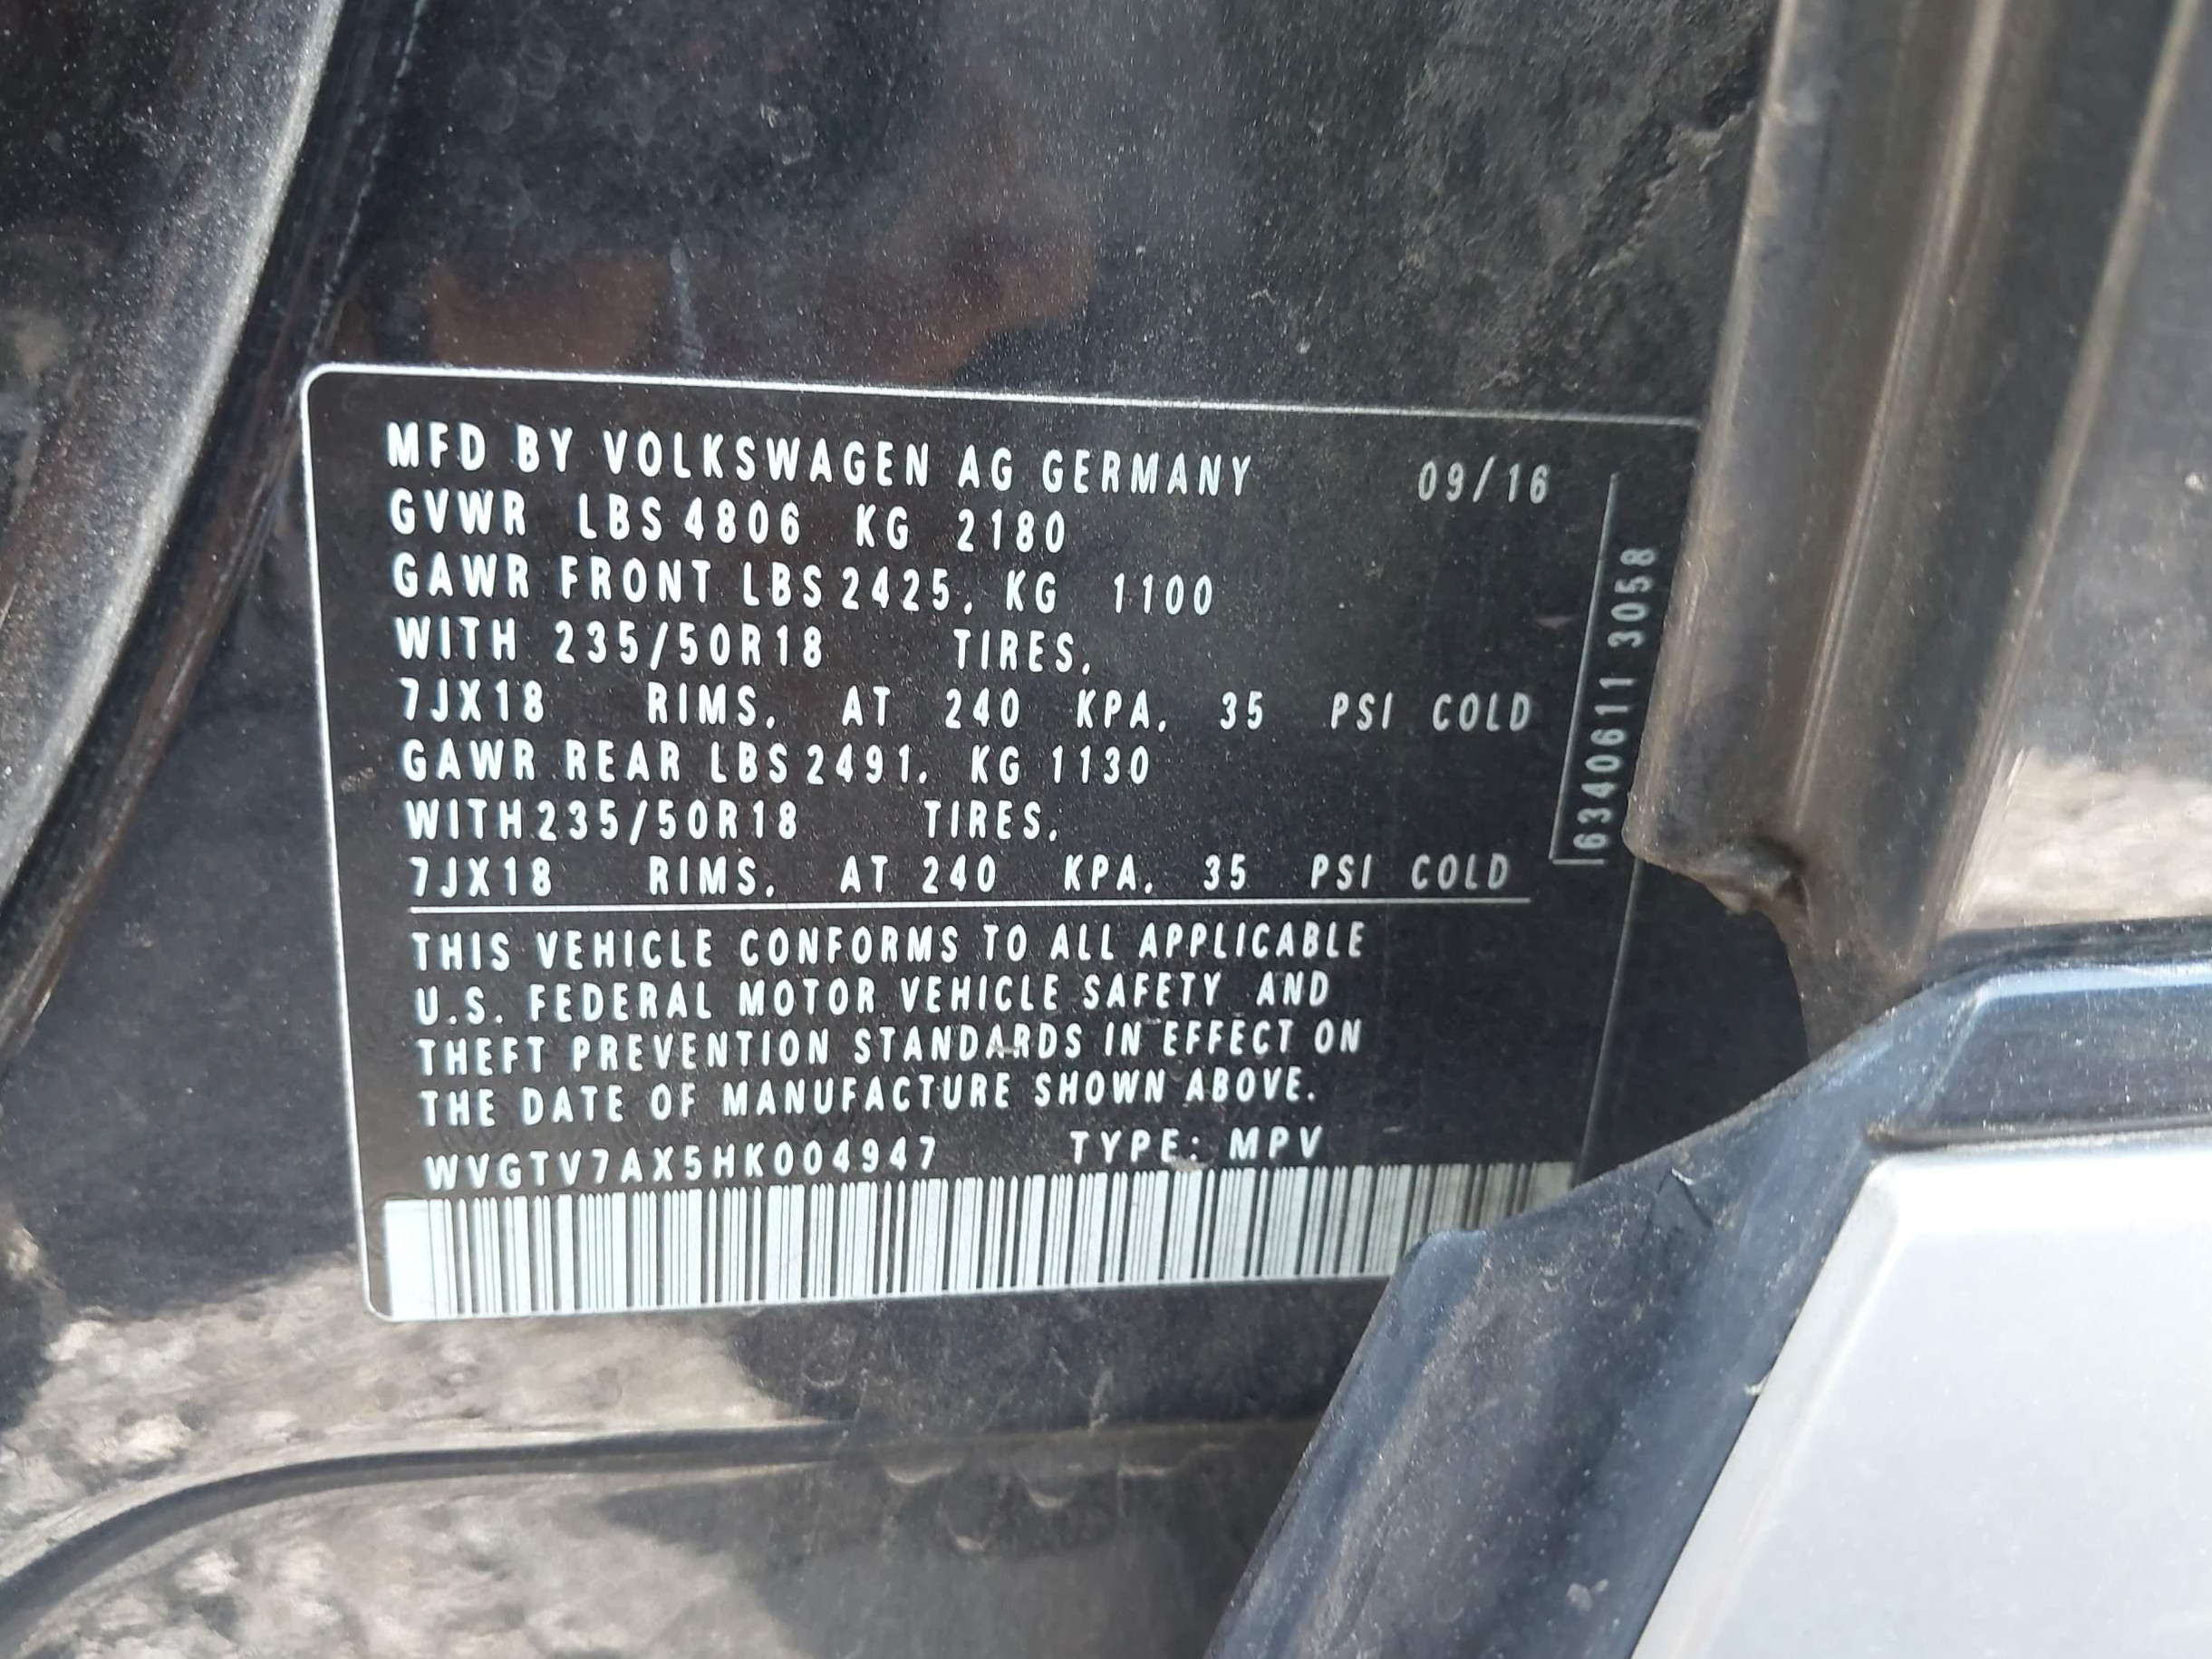 MFD BY VOLKSWAGEN AG GERMANY 09/16
GVWR LBS 4806 KG 2180
GAWR FRONT LBS 2425, KG 1100
WITH 235/50R18 TIRES,
7JX18 RIMS, AT 240 KPA, 35 PSI COLD
GAWR REAR LBS 2491, KG 1130
WITH 235/50R18 TIRES,
7JX18 RIMS, AT 240 KPA, 35 PSI COLD
THIS VEHICLE CONFORMS TO ALL APPLICABLE
U.S. FEDERAL MOTOR VEHICLE SAFETY AND
THEFT PREVENTION STANDARDS IN EFFECT ON
THE DATE OF MANUFACTURE SHOWN ABOVE.
WVGTV7AX5HK004947 TYPE: MPV
6340611 3058